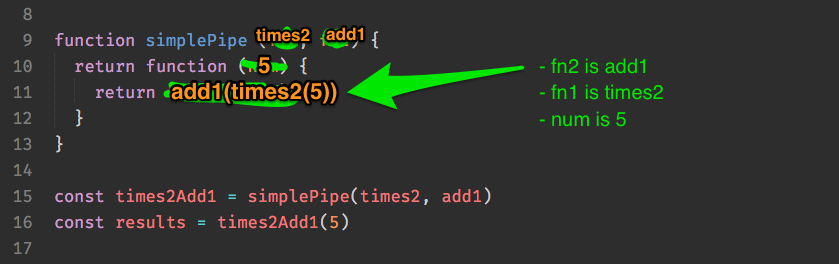 8
9 function simplePipe (times2, add1) {
10 return function (5) {
11 return add1(times2(5))
12 }
13 }
14
15 const times2Add1 = simplePipe(times2, add1)
16 const results = times2Add1(5)
17
- fn2 is add1
- fn1 is times2
- num is 5